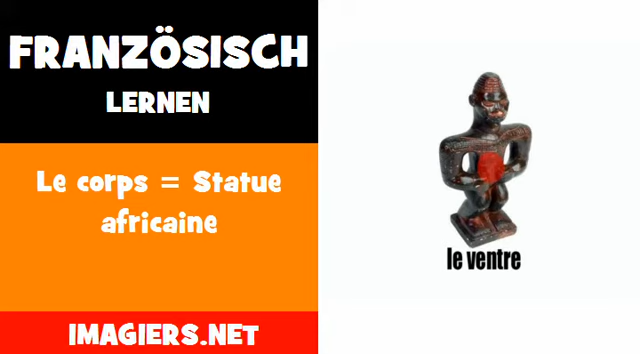 FRANZÖSISCH
LERNEN
Le corps = Statue
africaine
IMAGIERS.NET
le ventre